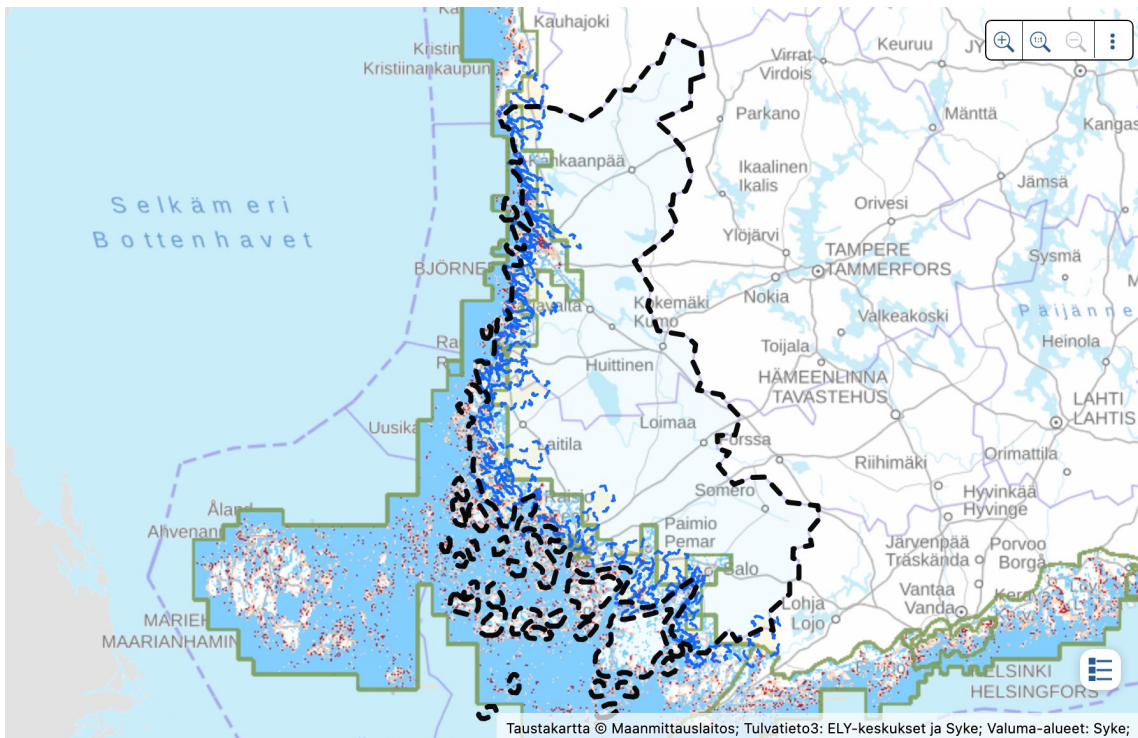 Kauhajoki
Kristin
Kristiinankaupun
Virrat
Virdois
Keuruu
1:1
Parkano
Mänttä
Kangas
Kankaanpää
Ikaalinen
Ikalis
Jämsä
Selkämeri
Bottenhavet
Orivesi
Ylöjärvi
TAMPERE
TAMMERFORS
Sysmä
BJÖRNE
Nokia
Kokemäki
Kumo
Valkeakoski
Päijänne
Toijala
Heinola
Huittinen
HÄMEENLINNA
TAVASTEHUS
LAHTI
LAHTIS
Uusika
Loimaa
Forssa
Laitila
Riihimäki
Orimattila
Somero
Hyvinkää
Hyvinge
Åland
Ahvenan
Paimio
Pemar
Järvenpää
Träskända
Porvoo
Borgå
Salo
Vantaa
Vanda
Lohja
Lojo
MARIEH
MAARIANHAMIN
HELSINKI
HELSINGFORS
Taustakartta © Maanmittauslaitos; Tulvatieto3: ELY-keskukset ja Syke; Valuma-alueet: Syke;